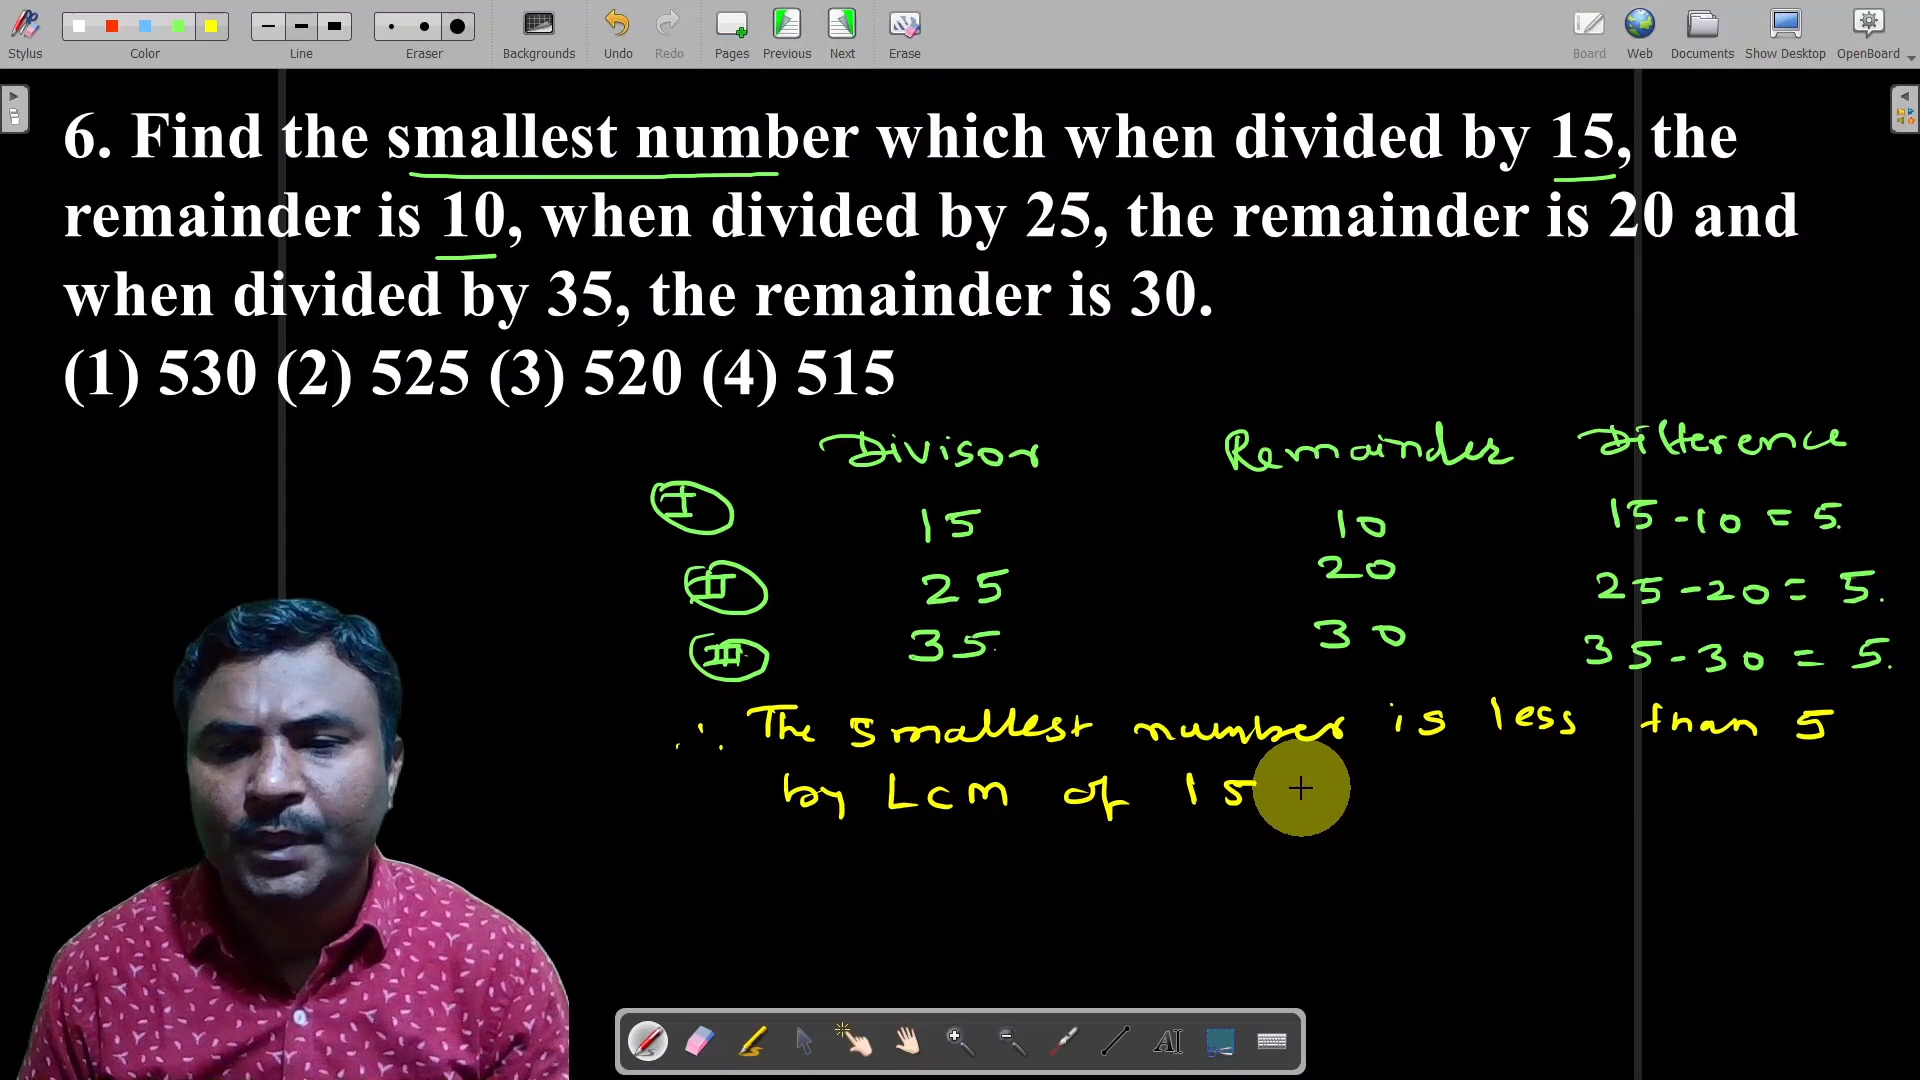 Stylus Color Line Eraser Backgrounds Undo Redo Pages Previous Next Erase Board Web Documents Show Desktop OpenBoard
6. Find the smallest number which when divided by 15, the
remainder is 10, when divided by 25, the remainder is 20 and
when divided by 35, the remainder is 30.
(1) 530 (2) 525 (3) 520 (4) 515
Divisor Remainder Difference
I 15 10 15-10 = 5.
II 25 20 25-20 = 5.
III 35. 30 35-30 = 5.
∴ The smallest number is less than 5
by LCM of 15